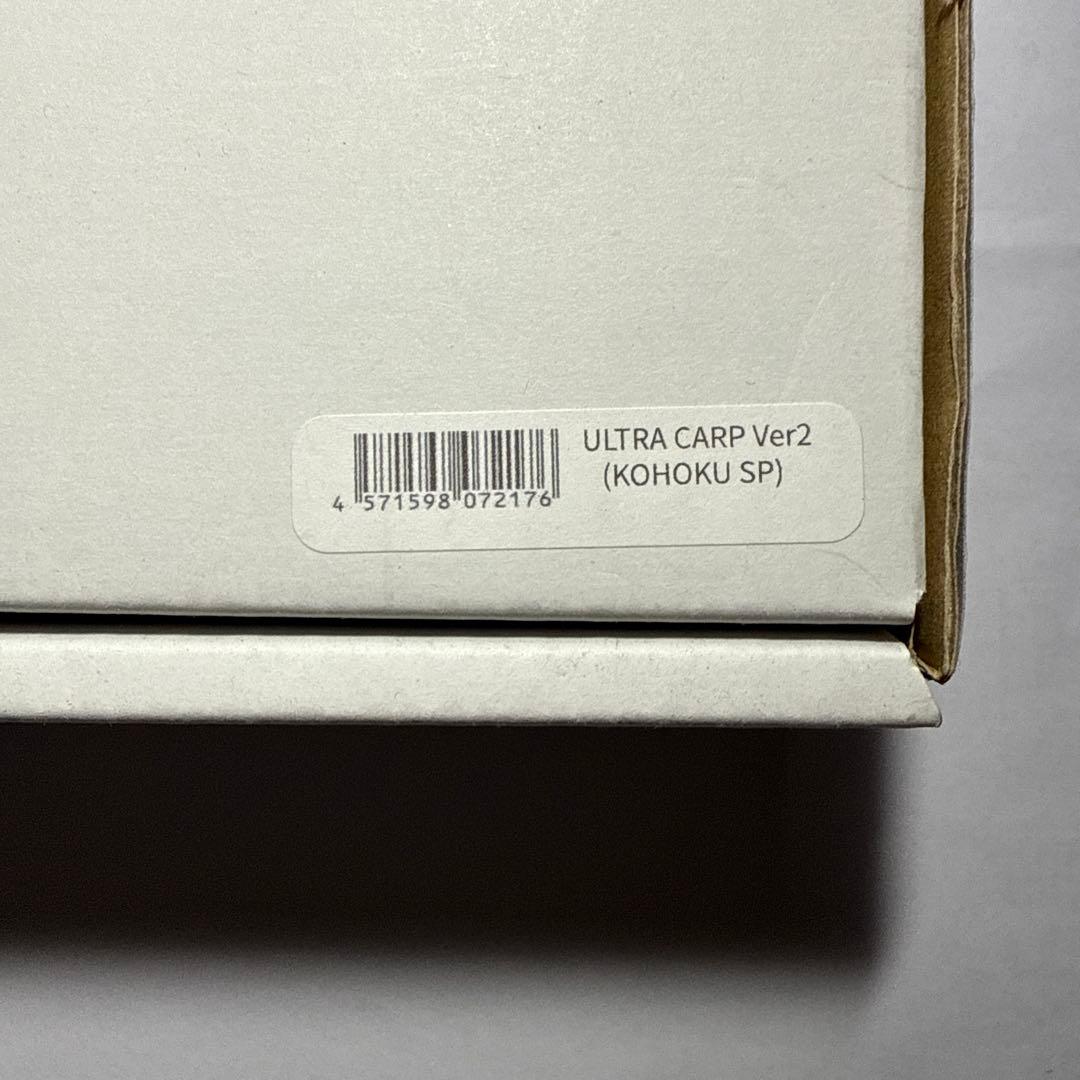 ULTRA CARP Ver2
(KOHOKU SP)
4 571598 072176